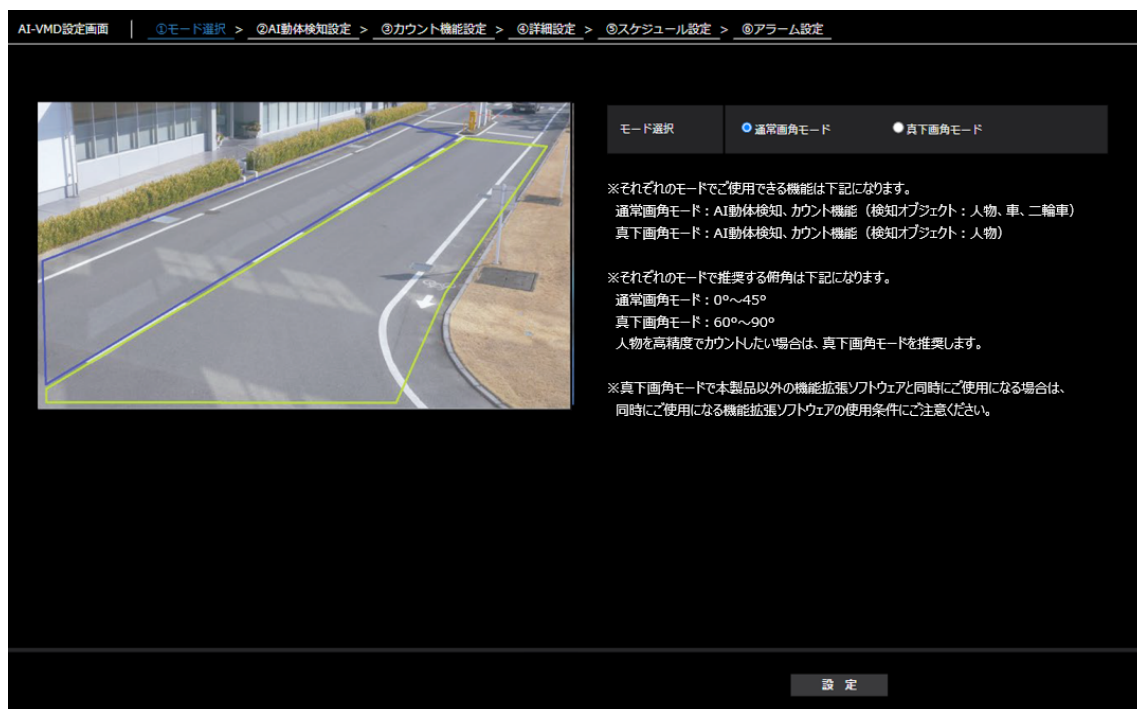 AI-VMD設定画面 | ①モード選択 > ②AI動体検知設定 > ③カウント機能設定 > ④詳細設定 > ⑤スケジュール設定 > ⑥アラーム設定
モード選択 通常画角モード 真下画角モード
※それぞれのモードでご使用できる機能は下記になります。
通常画角モード：AI動体検知、カウント機能（検知オブジェクト：人物、車、二輪車）
真下画角モード：AI動体検知、カウント機能（検知オブジェクト：人物）
※それぞれのモードで推奨する俯角は下記になります。
通常画角モード：0°～45°
真下画角モード：60°～90°
人物を高精度でカウントしたい場合は、真下画角モードを推奨します。
※真下画角モードで本製品以外の機能拡張ソフトウェアと同時にご使用になる場合は、
同時にご使用になる機能拡張ソフトウェアの使用条件にご注意ください。
設 定